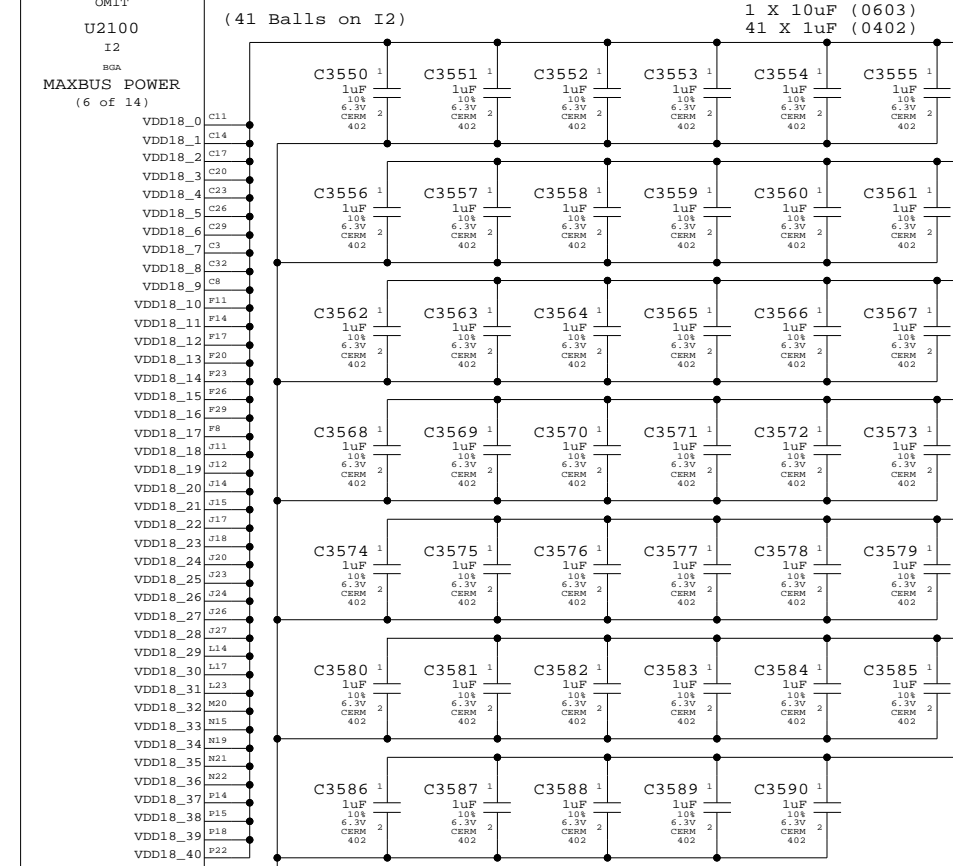 OMIT
U2100
I2
BGA
MAXBUS POWER
(6 of 14)
(41 Balls on I2)
1 X 10uF (0603)
41 X 1uF (0402)
VDD18_0 C11
VDD18_1 C14
VDD18_2 C17
VDD18_3 C20
VDD18_4 C23
VDD18_5 C26
VDD18_6 C29
VDD18_7 C3
VDD18_8 C32
VDD18_9 C8
VDD18_10 F11
VDD18_11 F14
VDD18_12 F17
VDD18_13 F20
VDD18_14 F23
VDD18_15 F26
VDD18_16 F29
VDD18_17 F8
VDD18_18 J11
VDD18_19 J12
VDD18_20 J14
VDD18_21 J15
VDD18_22 J17
VDD18_23 J18
VDD18_24 J20
VDD18_25 J23
VDD18_26 J24
VDD18_27 J26
VDD18_28 J27
VDD18_29 L14
VDD18_30 L17
VDD18_31 L23
VDD18_32 M20
VDD18_33 N15
VDD18_34 N19
VDD18_35 N21
VDD18_36 N22
VDD18_37 P14
VDD18_38 P15
VDD18_39 P18
VDD18_40 P22
C3550 1 C3551 1 C3552 1 C3553 1 C3554 1 C3555 1
1uF 1uF 1uF 1uF 1uF 1uF
10% 10% 10% 10% 10% 10%
6.3V 6.3V 6.3V 6.3V 6.3V 6.3V
CERM 2 CERM 2 CERM 2 CERM 2 CERM 2 CERM 2
402 402 402 402 402 402
C3556 1 C3557 1 C3558 1 C3559 1 C3560 1 C3561 1
1uF 1uF 1uF 1uF 1uF 1uF
10% 10% 10% 10% 10% 10%
6.3V 6.3V 6.3V 6.3V 6.3V 6.3V
CERM 2 CERM 2 CERM 2 CERM 2 CERM 2 CERM 2
402 402 402 402 402 402
C3562 1 C3563 1 C3564 1 C3565 1 C3566 1 C3567 1
1uF 1uF 1uF 1uF 1uF 1uF
10% 10% 10% 10% 10% 10%
6.3V 6.3V 6.3V 6.3V 6.3V 6.3V
CERM 2 CERM 2 CERM 2 CERM 2 CERM 2 CERM 2
402 402 402 402 402 402
C3568 1 C3569 1 C3570 1 C3571 1 C3572 1 C3573 1
1uF 1uF 1uF 1uF 1uF 1uF
10% 10% 10% 10% 10% 10%
6.3V 6.3V 6.3V 6.3V 6.3V 6.3V
CERM 2 CERM 2 CERM 2 CERM 2 CERM 2 CERM 2
402 402 402 402 402 402
C3574 1 C3575 1 C3576 1 C3577 1 C3578 1 C3579 1
1uF 1uF 1uF 1uF 1uF 1uF
10% 10% 10% 10% 10% 10%
6.3V 6.3V 6.3V 6.3V 6.3V 6.3V
CERM 2 CERM 2 CERM 2 CERM 2 CERM 2 CERM 2
402 402 402 402 402 402
C3580 1 C3581 1 C3582 1 C3583 1 C3584 1 C3585 1
1uF 1uF 1uF 1uF 1uF 1uF
10% 10% 10% 10% 10% 10%
6.3V 6.3V 6.3V 6.3V 6.3V 6.3V
CERM 2 CERM 2 CERM 2 CERM 2 CERM 2 CERM 2
402 402 402 402 402 402
C3586 1 C3587 1 C3588 1 C3589 1 C3590 1
1uF 1uF 1uF 1uF 1uF
10% 10% 10% 10% 10%
6.3V 6.3V 6.3V 6.3V 6.3V
CERM 2 CERM 2 CERM 2 CERM 2 CERM 2
402 402 402 402 402